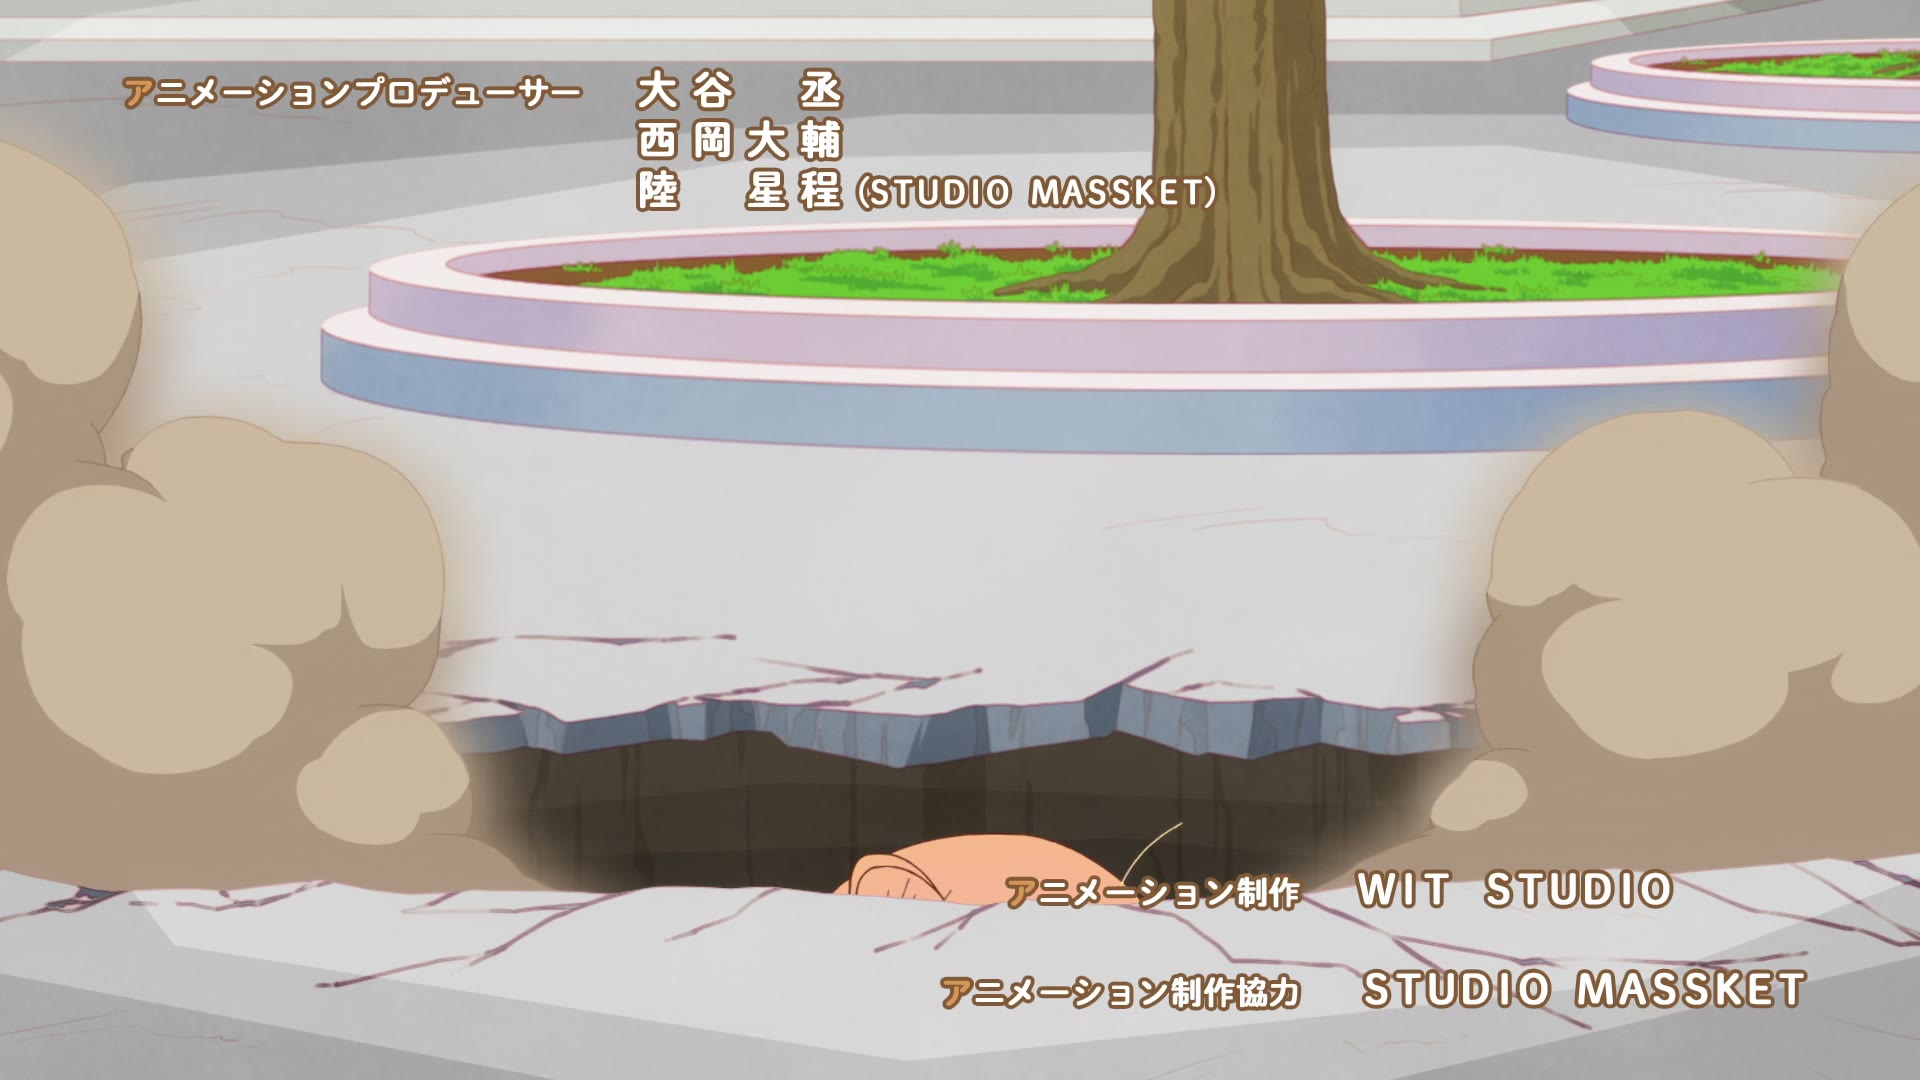 アニメーションプロデューサー 大谷 丞
西岡大輔
陸 星程 (STUDIO MASSKET)
アニメーション制作 WIT STUDIO
アニメーション制作協力 STUDIO MASSKET